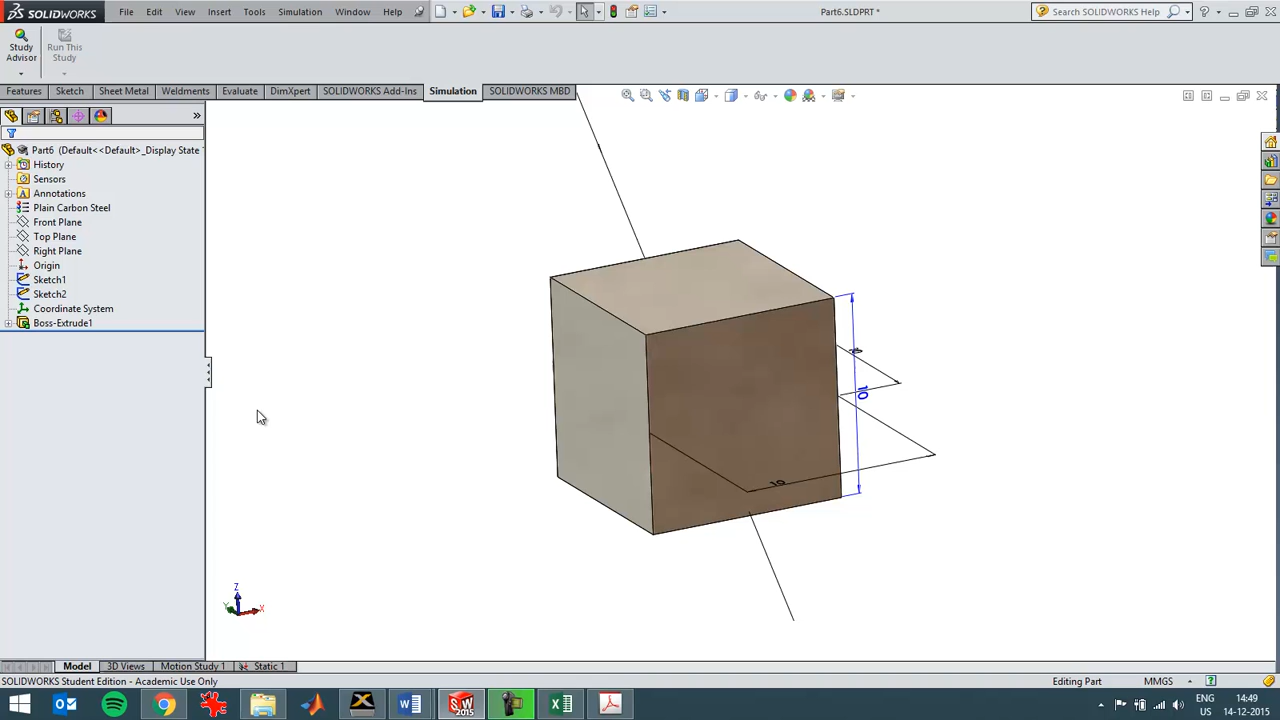 SOLIDWORKS File Edit View Insert Tools Simulation Window Help Part6.SLDPRT * Search SOLIDWORKS Help
Study Advisor
Run This Study
Features Sketch Sheet Metal Weldments Evaluate DimXpert SOLIDWORKS Add-Ins Simulation SOLIDWORKS MBD
Part6 (Default<<Default>_Display State
History
Sensors
Annotations
Plain Carbon Steel
Front Plane
Top Plane
Right Plane
Origin
Sketch1
Sketch2
Coordinate System
Boss-Extrude1
10
10
Z
Y
X
Model 3D Views Motion Study 1 Static 1
SOLIDWORKS Student Edition - Academic Use Only Editing Part MMGS
SW 2015
ENG 14:49
US 14-12-2015